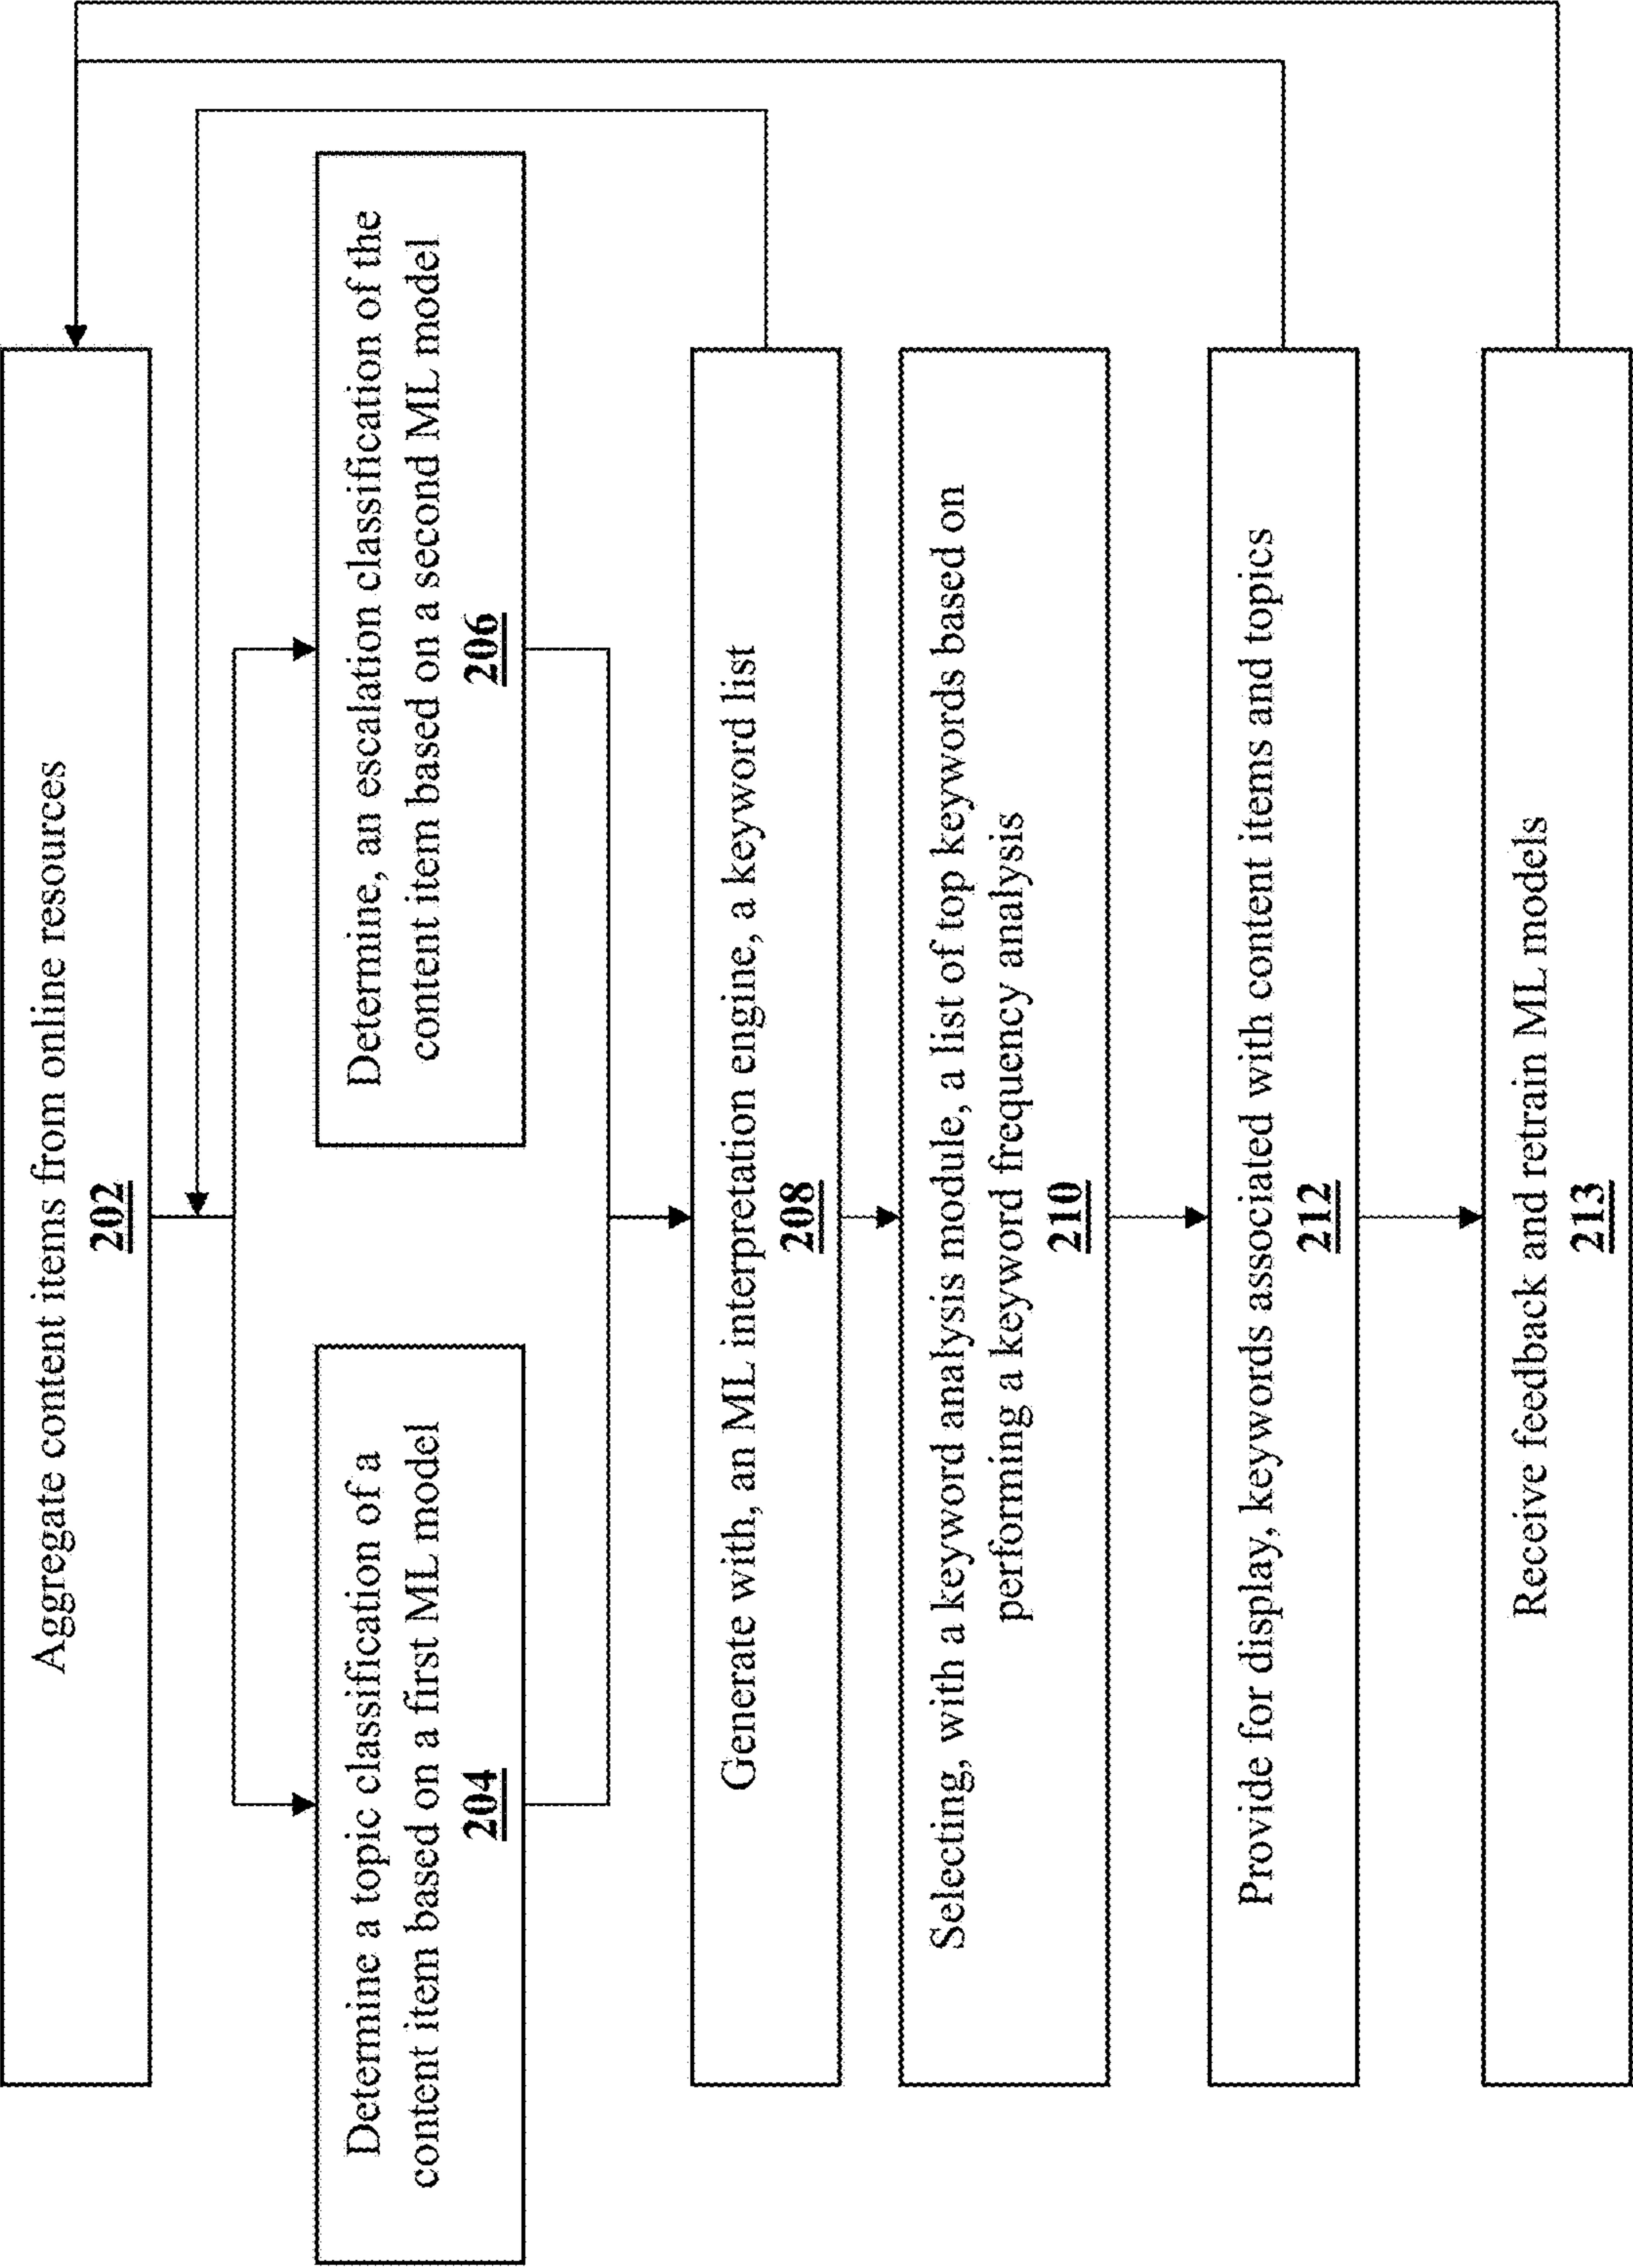 Aggregate content items from online resources
202
Determine a topic classification of a
content item based on a first ML model
204
Determine, an escalation classification of the
content item based on a second ML model
206
Generate with, an ML interpretation engine, a keyword list
208
Selecting, with a keyword analysis module, a list of top keywords based on
performing a keyword frequency analysis
210
Provide for display, keywords associated with content items and topics
212
Receive feedback and retrain ML models
213